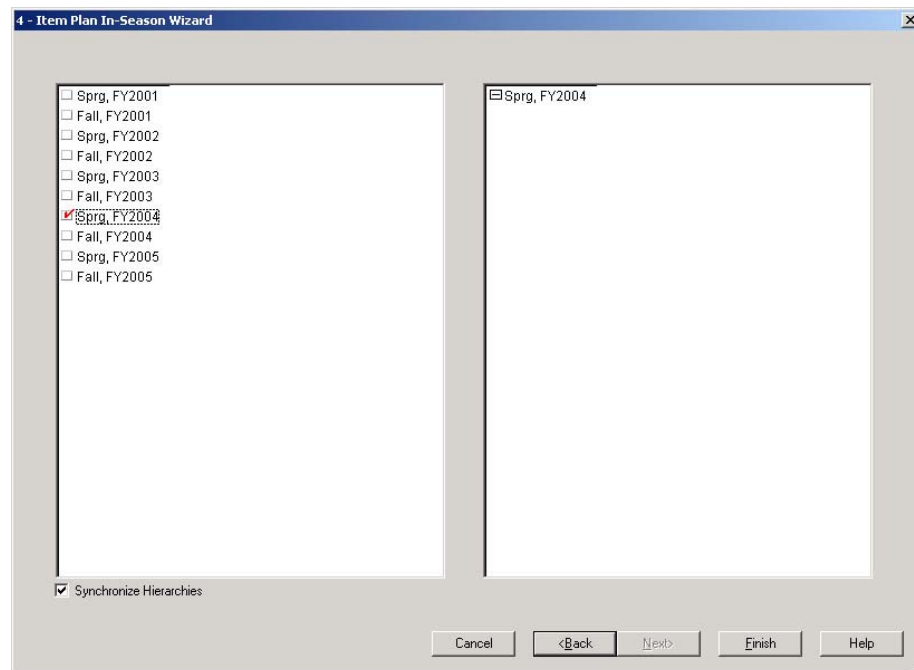 4 - Item Plan In-Season Wizard
Sprg, FY2001
Fall, FY2001
Sprg, FY2002
Fall, FY2002
Sprg, FY2003
Fall, FY2003
Sprg, FY2004
Fall, FY2004
Sprg, FY2005
Fall, FY2005
Sprg, FY2004
Synchronize Hierarchies
Cancel <Back Next> Finish Help